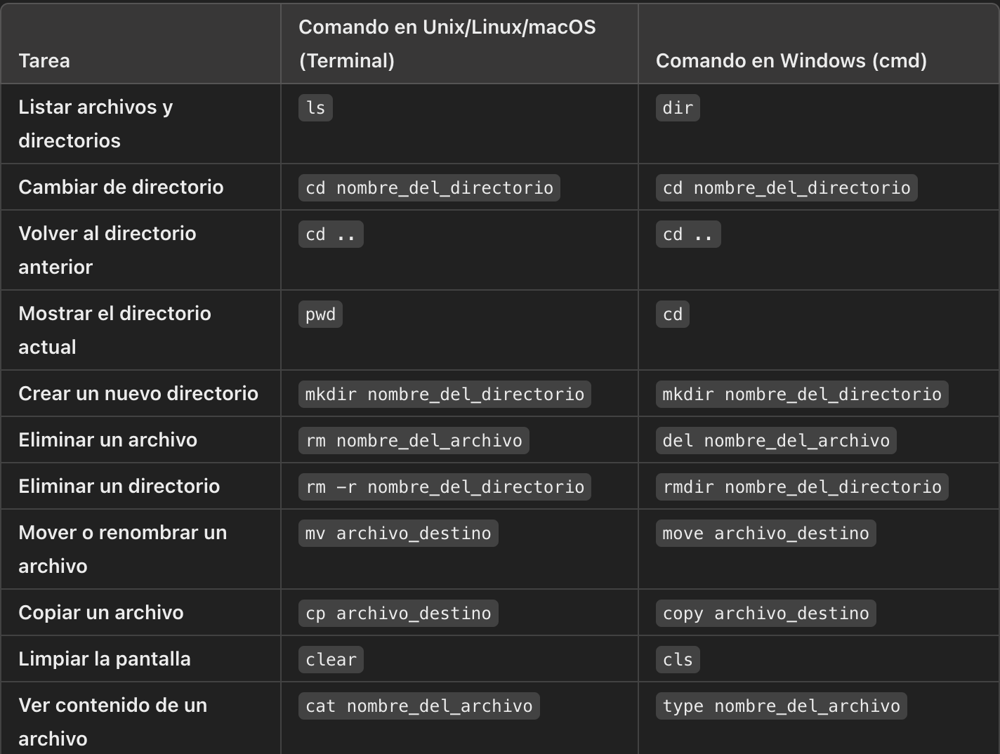 Tarea
Comando en Unix/Linux/macOS
(Terminal)
Comando en Windows (cmd)
Listar archivos y
directorios
ls
dir
Cambiar de directorio
cd nombre_del_directorio
cd nombre_del_directorio
Volver al directorio
anterior
cd ..
cd ..
Mostrar el directorio
actual
pwd
cd
Crear un nuevo directorio
mkdir nombre_del_directorio
mkdir nombre_del_directorio
Eliminar un archivo
rm nombre_del_archivo
del nombre_del_archivo
Eliminar un directorio
rm -r nombre_del_directorio
rmdir nombre_del_directorio
Mover o renombrar un
archivo
mv archivo_destino
move archivo_destino
Copiar un archivo
cp archivo_destino
copy archivo_destino
Limpiar la pantalla
clear
cls
Ver contenido de un
archivo
cat nombre_del_archivo
type nombre_del_archivo